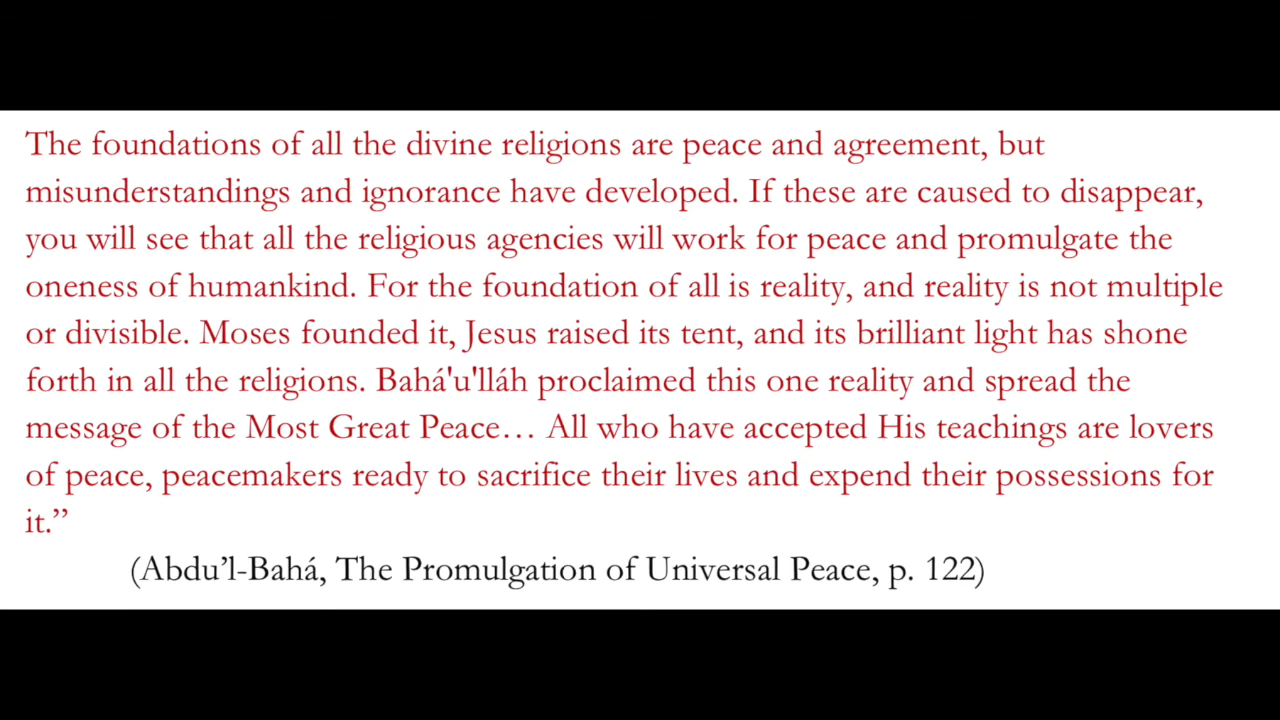 The foundations of all the divine religions are peace and agreement, but
misunderstandings and ignorance have developed. If these are caused to disappear,
you will see that all the religious agencies will work for peace and promulgate the
oneness of humankind. For the foundation of all is reality, and reality is not multiple
or divisible. Moses founded it, Jesus raised its tent, and its brilliant light has shone
forth in all the religions. Bahá'u'lláh proclaimed this one reality and spread the
message of the Most Great Peace… All who have accepted His teachings are lovers
of peace, peacemakers ready to sacrifice their lives and expend their possessions for
it.”
(Abdu’l-Bahá, The Promulgation of Universal Peace, p. 122)